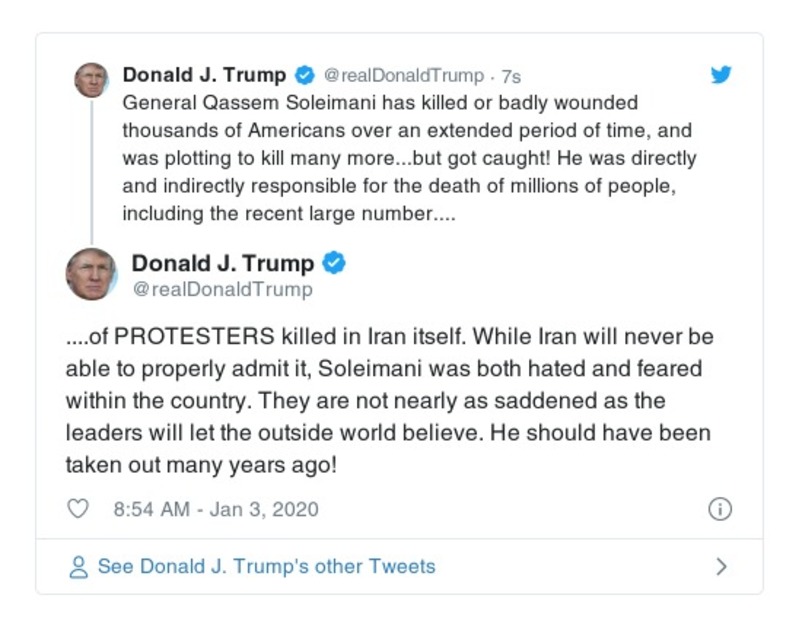 Donald J. Trump @realDonaldTrump · 7s
General Qassem Soleimani has killed or badly wounded
thousands of Americans over an extended period of time, and
was plotting to kill many more...but got caught! He was directly
and indirectly responsible for the death of millions of people,
including the recent large number....
Donald J. Trump
@realDonaldTrump
....of PROTESTERS killed in Iran itself. While Iran will never be
able to properly admit it, Soleimani was both hated and feared
within the country. They are not nearly as saddened as the
leaders will let the outside world believe. He should have been
taken out many years ago!
8:54 AM - Jan 3, 2020
See Donald J. Trump's other Tweets